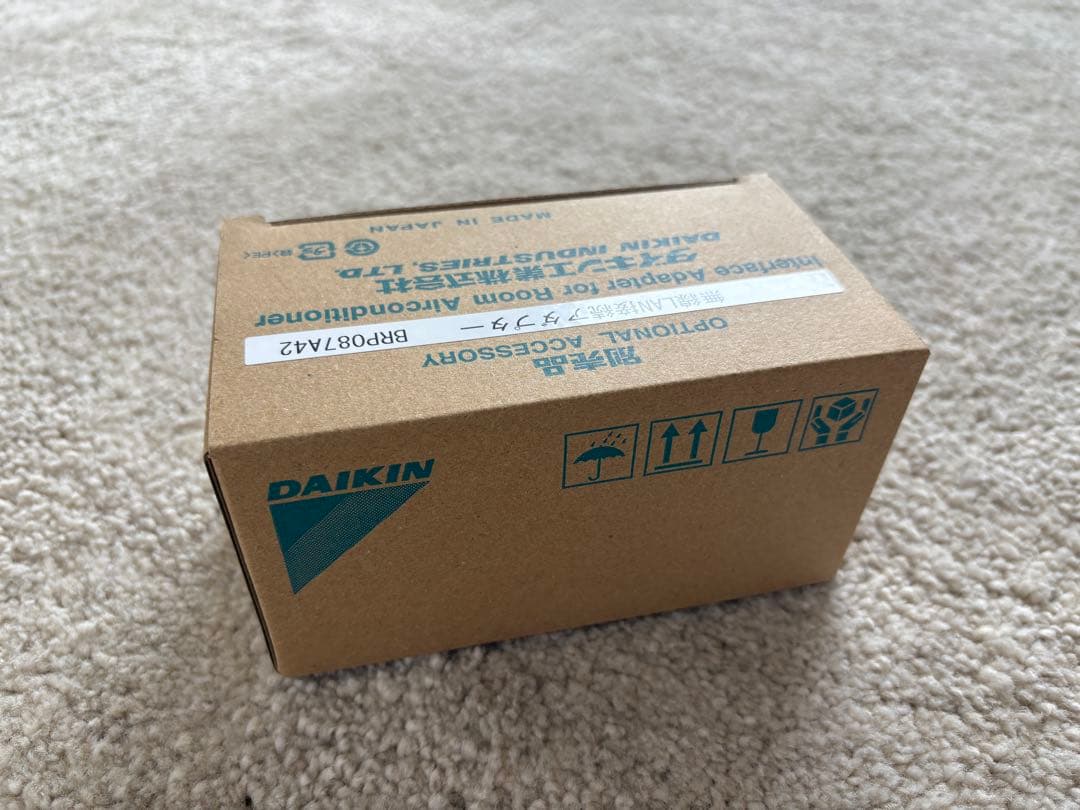 別売品
OPTIONAL ACCESSORY
無線LAN接続アダプター BRP087A42
Interface Adapter for Room Airconditioner
ダイキン工業株式会社
DAIKIN INDUSTRIES, LTD.
MADE IN JAPAN
DAIKIN